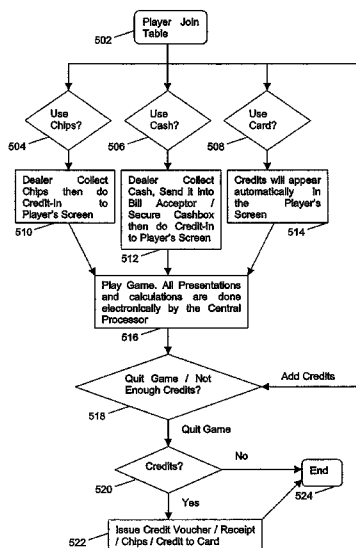 Player Join
Table
502
Use
Chips?
504
Use
Cash?
506
Use
Card?
508
Dealer Collect
Chips then do
Credit-In to
Player's Screen
510
Dealer Collect
Cash, Send it into
Bill Acceptor /
Secure Cashbox
then do Credit-In
to Player's Screen
512
Credits will appear
automatically in
the Player's
Screen
514
Play Game. All Presentations
and calculations are done
electronically by the Central
Processor
516
Quit Game / Not
Enough Credits?
518
Add Credits
Quit Game
Credits?
520
No
End
524
Yes
Issue Credit Voucher / Receipt
/ Chips / Credit to Card
522